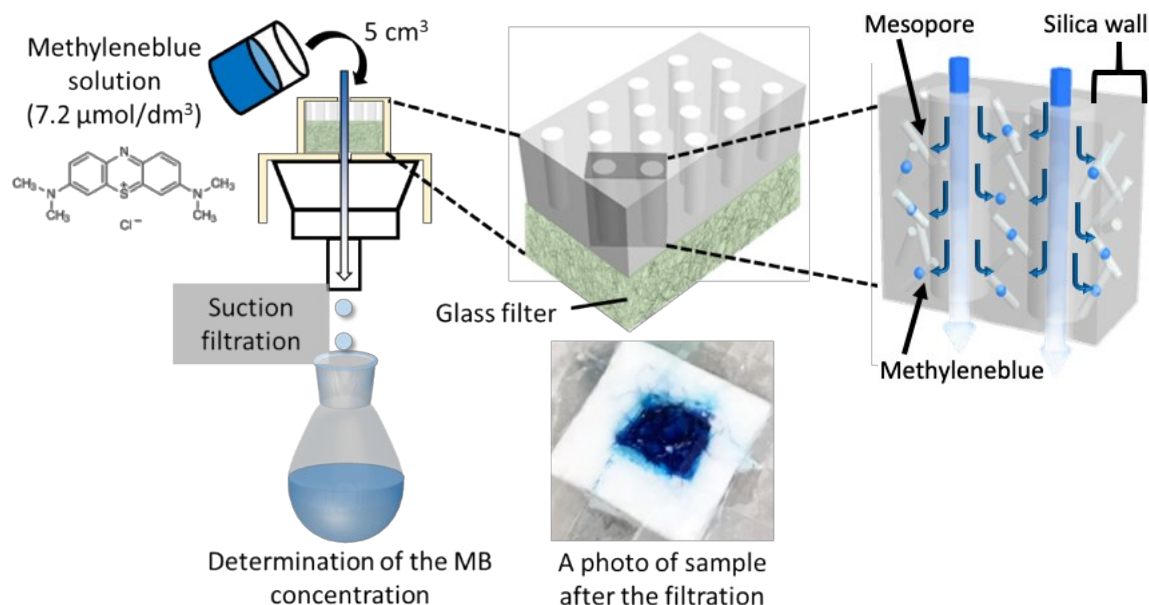 Methyleneblue
solution
(7.2 μmol/dm³)
5 cm³
N
CH₃
N
CH₃
S
+
N
CH₃
CH₃
Cl⁻
Suction
filtration
Determination of the MB
concentration
Glass filter
A photo of sample
after the filtration
Mesopore
Silica wall
Methyleneblue